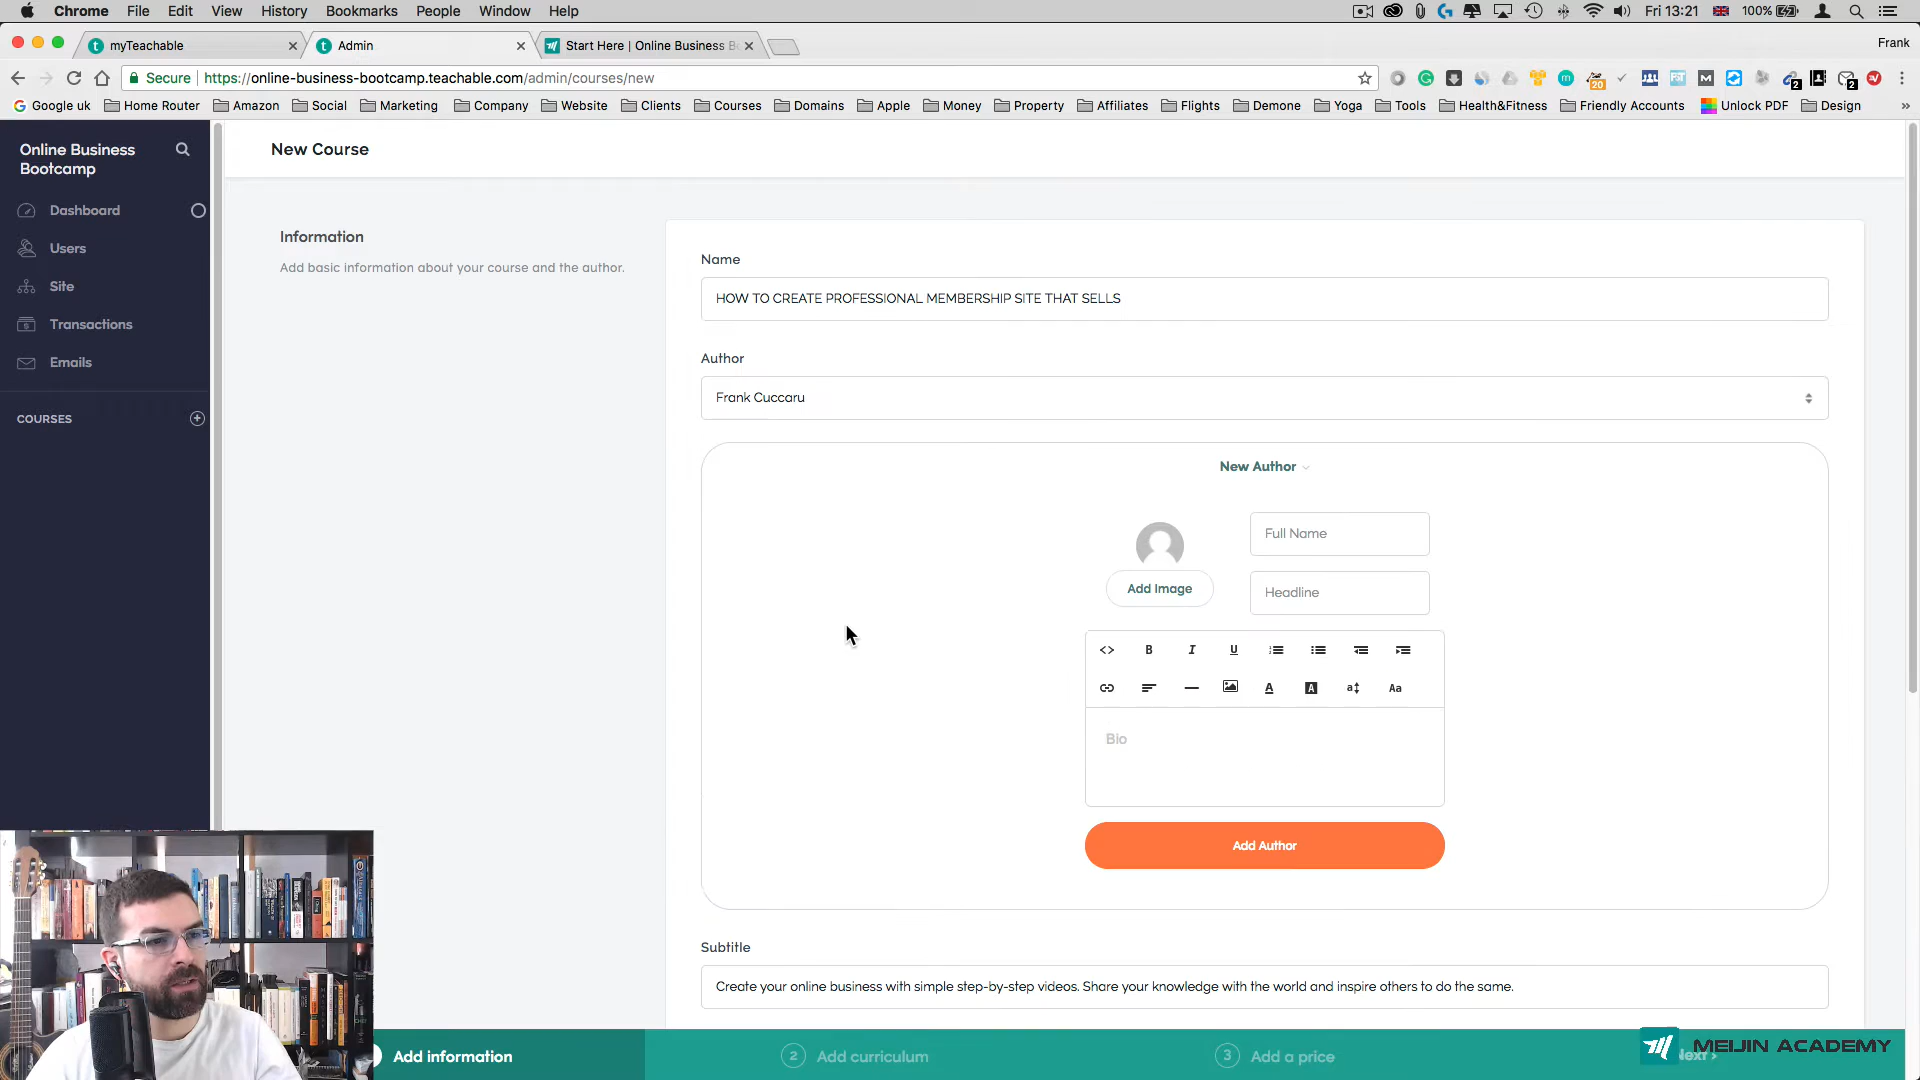 Chrome File Edit View History Bookmarks People Window Help
Fri 13:21 100%
myTeachable
Admin
Start Here | Online Business B
Frank
Secure https://online-business-bootcamp.teachable.com/admin/courses/new
20 2 2
Google uk Home Router Amazon Social Marketing Company Website Clients Courses Domains Apple Money Property Affiliates Flights Demone Yoga Tools Health&Fitness Friendly Accounts Unlock PDF Design »
Online Business
Bootcamp
New Course
Dashboard
Users
Site
Transactions
Emails
COURSES
Information
Add basic information about your course and the author.
Name
HOW TO CREATE PROFESSIONAL MEMBERSHIP SITE THAT SELLS
Author
Frank Cuccaru
New Author
Full Name
Add Image
Headline
<> B I U
A A a Aa
Bio
Add Author
Subtitle
Create your online business with simple step-by-step videos. Share your knowledge with the world and inspire others to do the same.
Add information
2 Add curriculum
3 Add a price
Next ›
MEIJIN ACADEMY